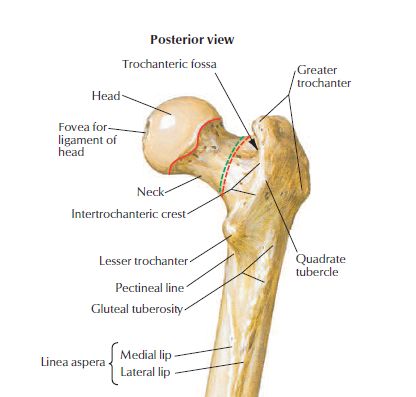 Posterior view
Trochanteric fossa
Greater
trochanter
Head
Fovea for
ligament of
head
Neck
Intertrochanteric crest
Lesser trochanter
Quadrate
tubercle
Pectineal line
Gluteal tuberosity
Linea aspera
Medial lip
Lateral lip